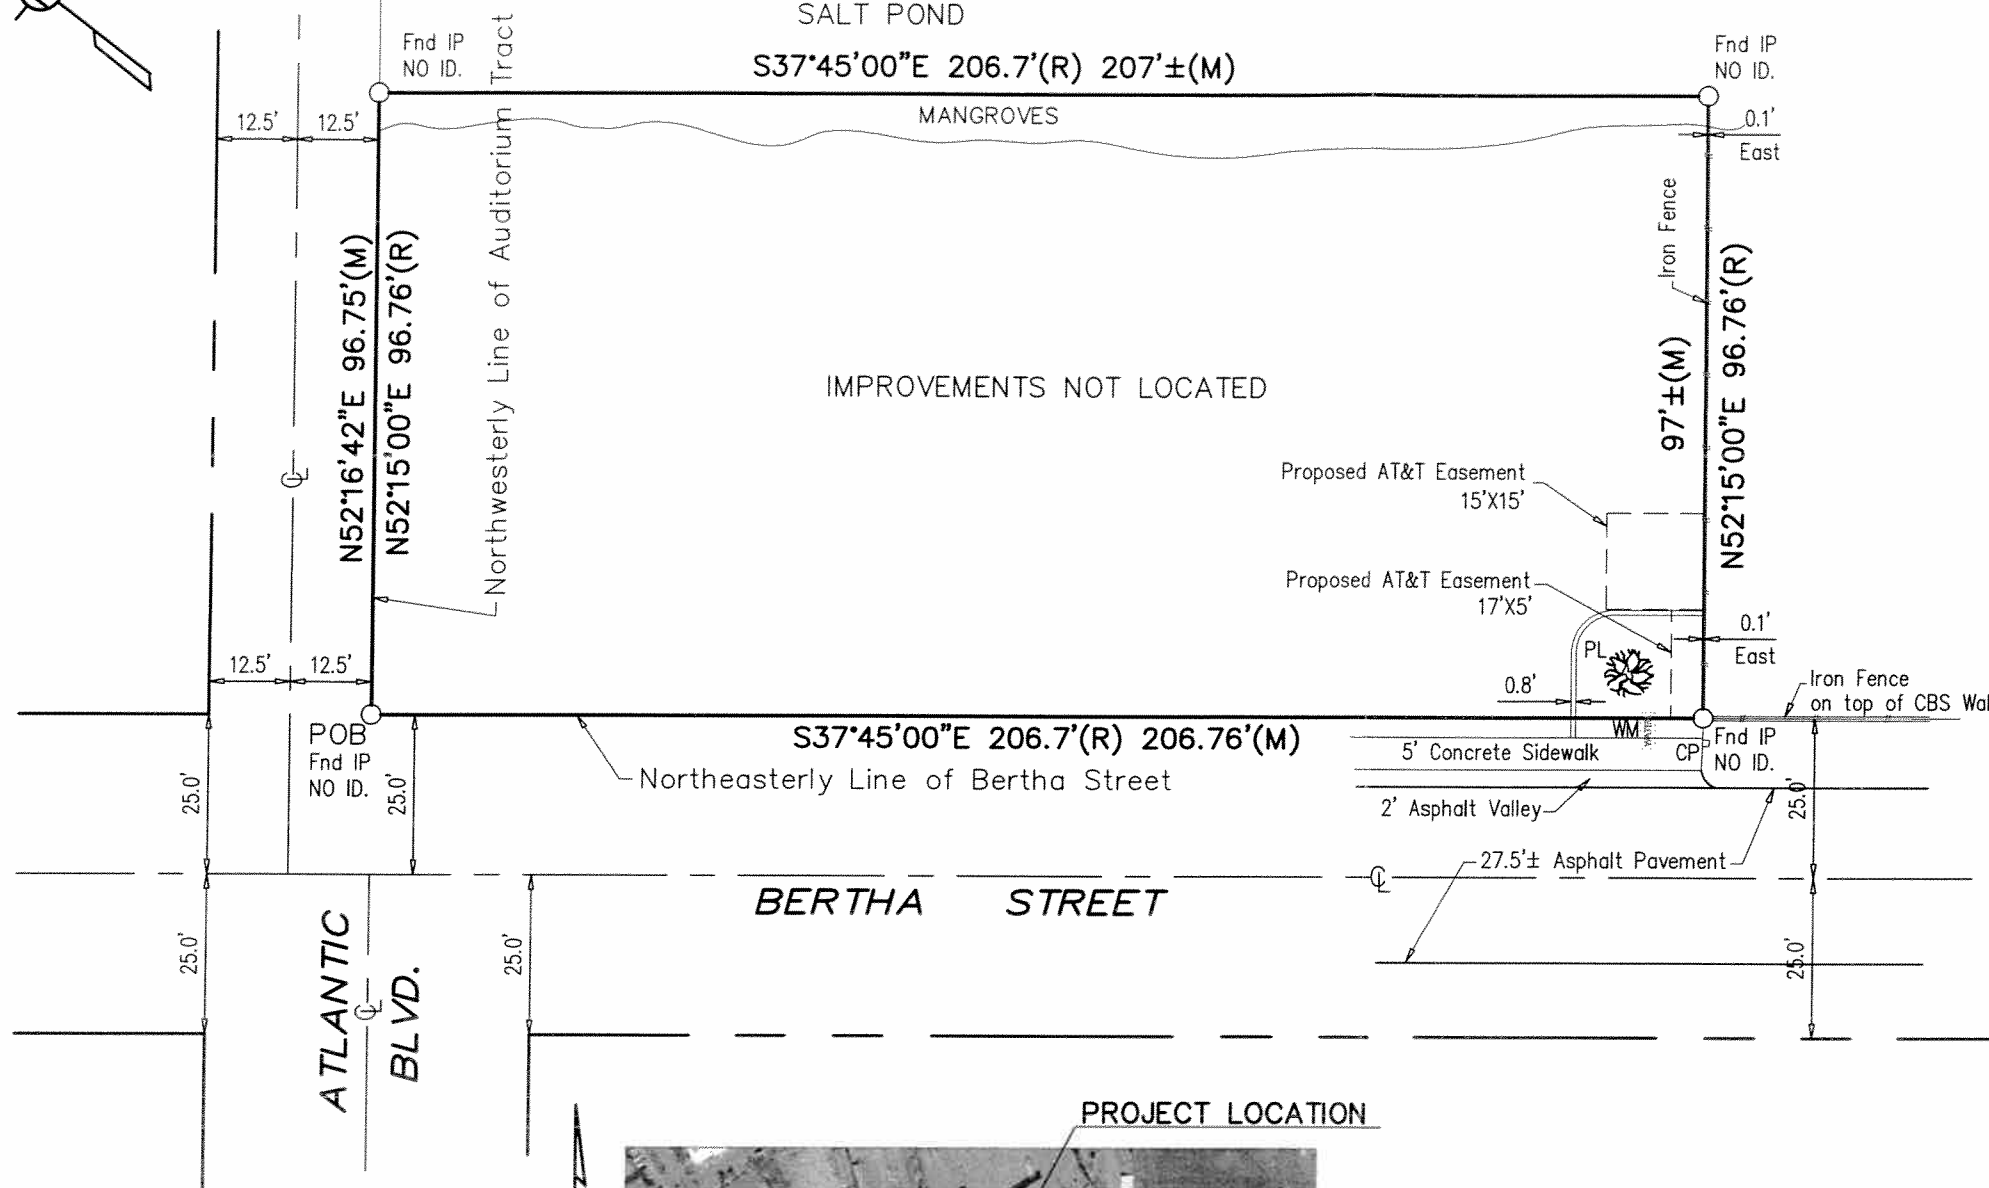 SALT POND
Fnd IP
NO ID.
S37°45'00"E 206.7'(R) 207'±(M)
Fnd IP
NO ID.
12.5'
12.5'
MANGROVES
0.1'
East
Northwesterly Line of Auditorium Tract
Iron Fence
N52°16'42"E 96.75'(M)
N52°15'00"E 96.76'(R)
97'±(M)
N52°15'00"E 96.76'(R)
IMPROVEMENTS NOT LOCATED
CL
Proposed AT&T Easement
15'X15'
Proposed AT&T Easement
17'X5'
0.1'
East
PL
12.5'
12.5'
0.8'
Iron Fence
on top of CBS Wal
POB
Fnd IP
NO ID.
S37°45'00"E 206.7'(R) 206.76'(M)
WM
Fnd IP
NO ID.
5' Concrete Sidewalk
CP
Northeasterly Line of Bertha Street
25.0'
25.0'
2' Asphalt Valley
25.0'
27.5'± Asphalt Pavement
CL
BERTHA STREET
25.0'
25.0'
25.0'
ATLANTIC
BLVD.
CL
PROJECT LOCATION